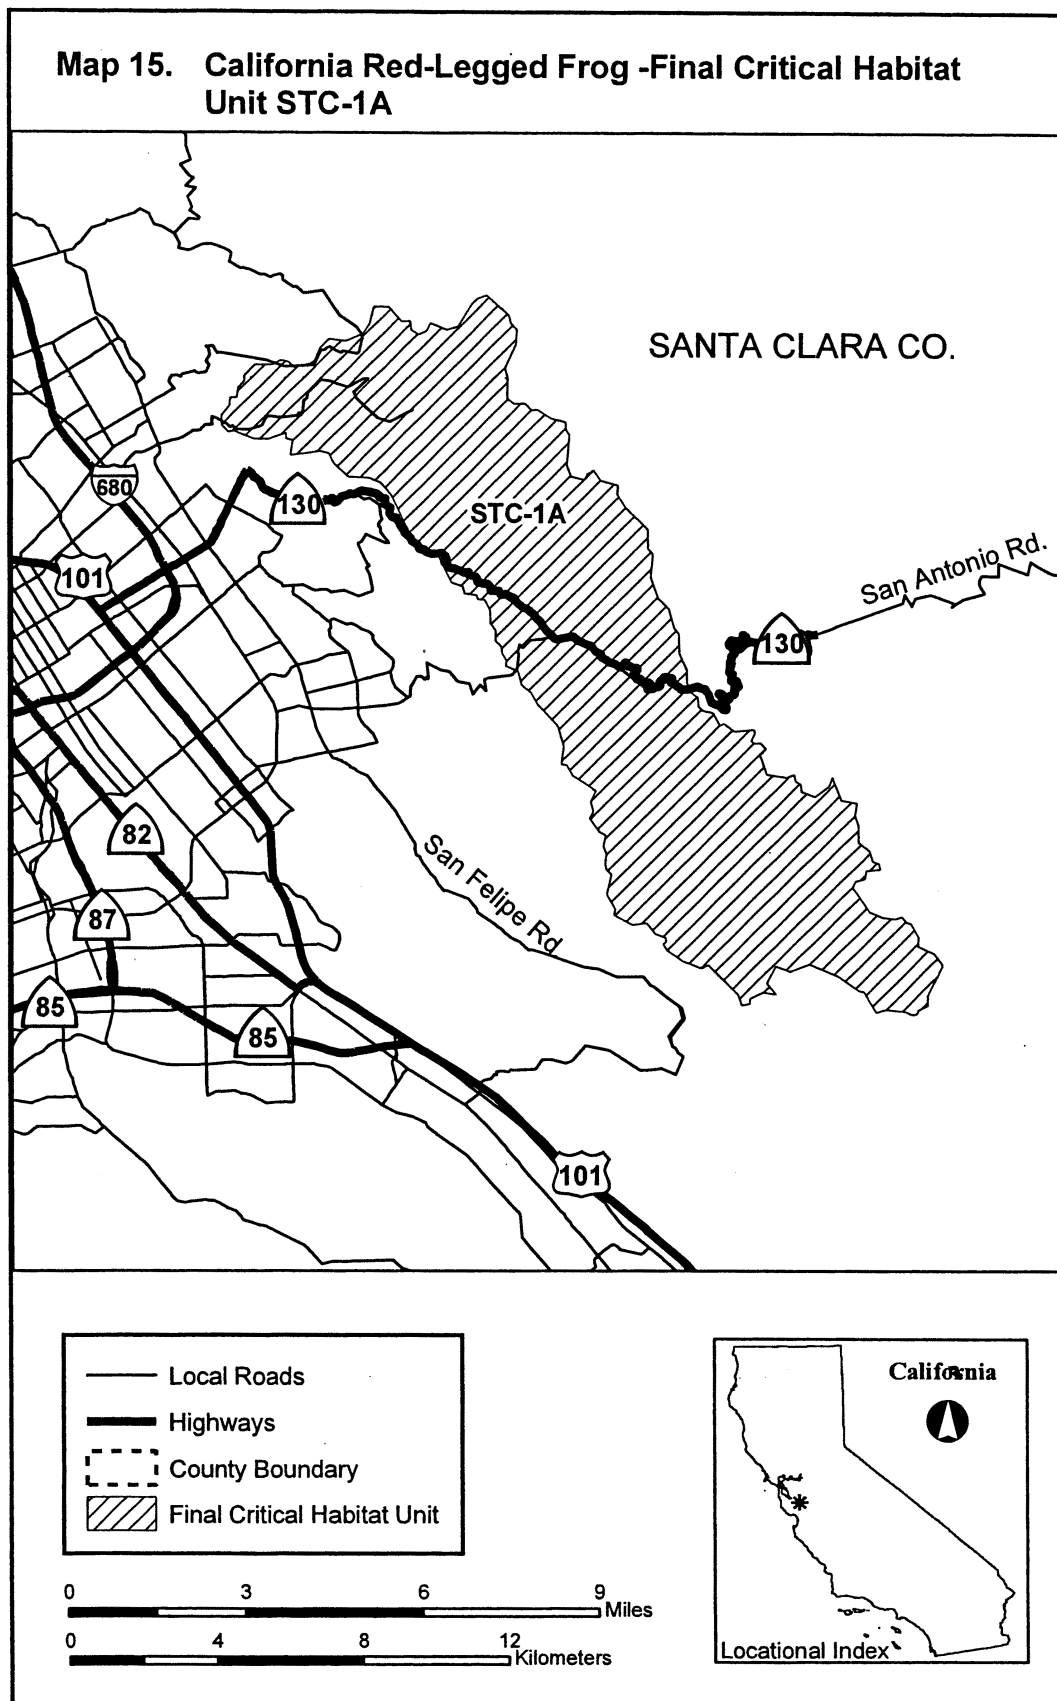 Map 15. California Red-Legged Frog -Final Critical Habitat
Unit STC-1A
SANTA CLARA CO.
680
130
STC-1A
101
San Antonio Rd.
130
82
San Felipe Rd
87
85
85
101
Local Roads
Highways
County Boundary
Final Critical Habitat Unit
California
Locational Index
0 3 6 9
Miles
0 4 8 12
Kilometers